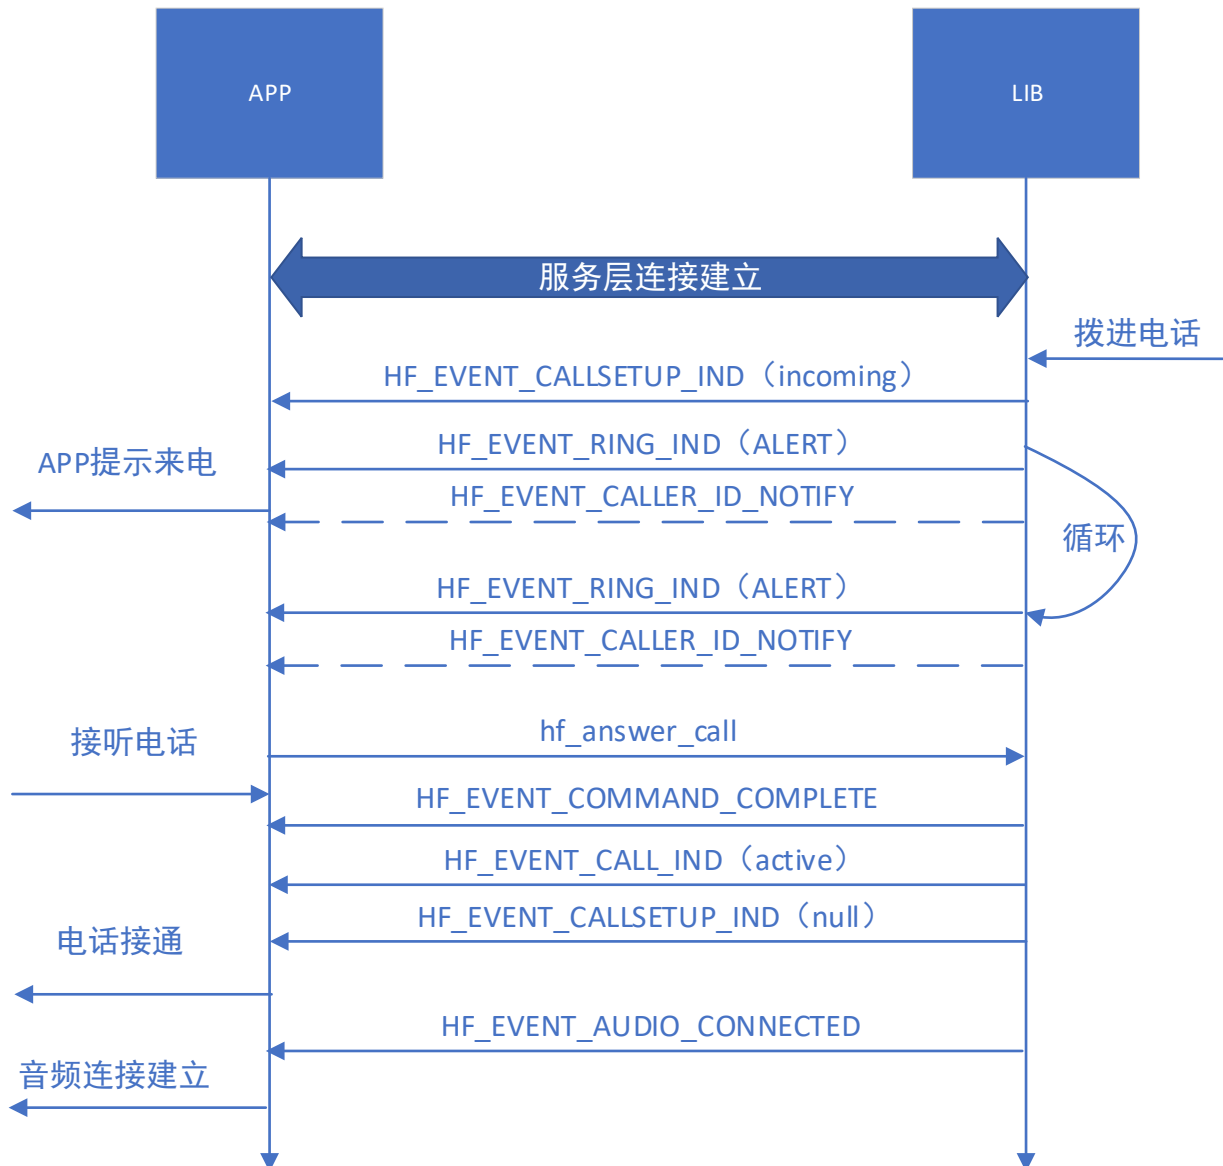 APP
LIB
服务层连接建立
拨进电话
HF_EVENT_CALLSETUP_IND（incoming）
HF_EVENT_RING_IND（ALERT）
APP提示来电
HF_EVENT_CALLER_ID_NOTIFY
循环
HF_EVENT_RING_IND（ALERT）
HF_EVENT_CALLER_ID_NOTIFY
接听电话
hf_answer_call
HF_EVENT_COMMAND_COMPLETE
HF_EVENT_CALL_IND（active）
HF_EVENT_CALLSETUP_IND（null）
电话接通
HF_EVENT_AUDIO_CONNECTED
音频连接建立